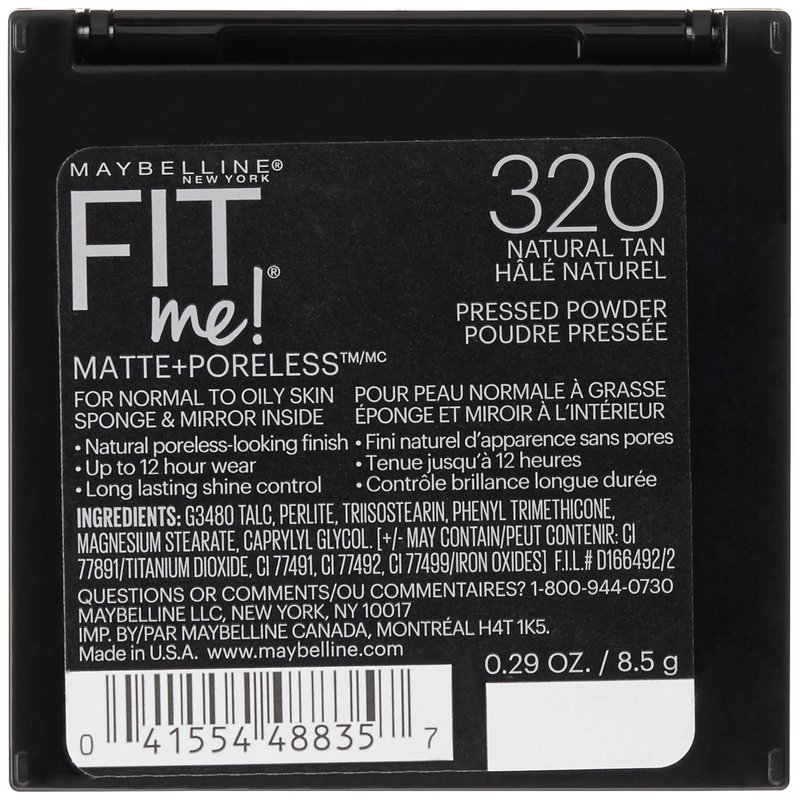 MAYBELLINE®
NEW YORK
FIT
me!®
MATTE+PORELESS™/MC
320
NATURAL TAN
HÂLÉ NATUREL
PRESSED POWDER
POUDRE PRESSÉE
FOR NORMAL TO OILY SKIN
SPONGE & MIRROR INSIDE
• Natural poreless-looking finish
• Up to 12 hour wear
• Long lasting shine control
POUR PEAU NORMALE À GRASSE
ÉPONGE ET MIROIR À L'INTÉRIEUR
• Fini naturel d'apparence sans pores
• Tenue jusqu'à 12 heures
• Contrôle brillance longue durée
INGREDIENTS: G3480 TALC, PERLITE, TRIISOSTEARIN, PHENYL TRIMETHICONE,
MAGNESIUM STEARATE, CAPRYLYL GLYCOL. [+/- MAY CONTAIN/PEUT CONTENIR: CI
77891/TITANIUM DIOXIDE, CI 77491, CI 77492, CI 77499/IRON OXIDES] F.I.L.# D166492/2
QUESTIONS OR COMMENTS/OU COMMENTAIRES? 1-800-944-0730
MAYBELLINE LLC, NEW YORK, NY 10017
IMP. BY/PAR MAYBELLINE CANADA, MONTRÉAL H4T 1K5.
Made in U.S.A. www.maybelline.com
0.29 OZ. / 8.5 g
0 41554 48835 7